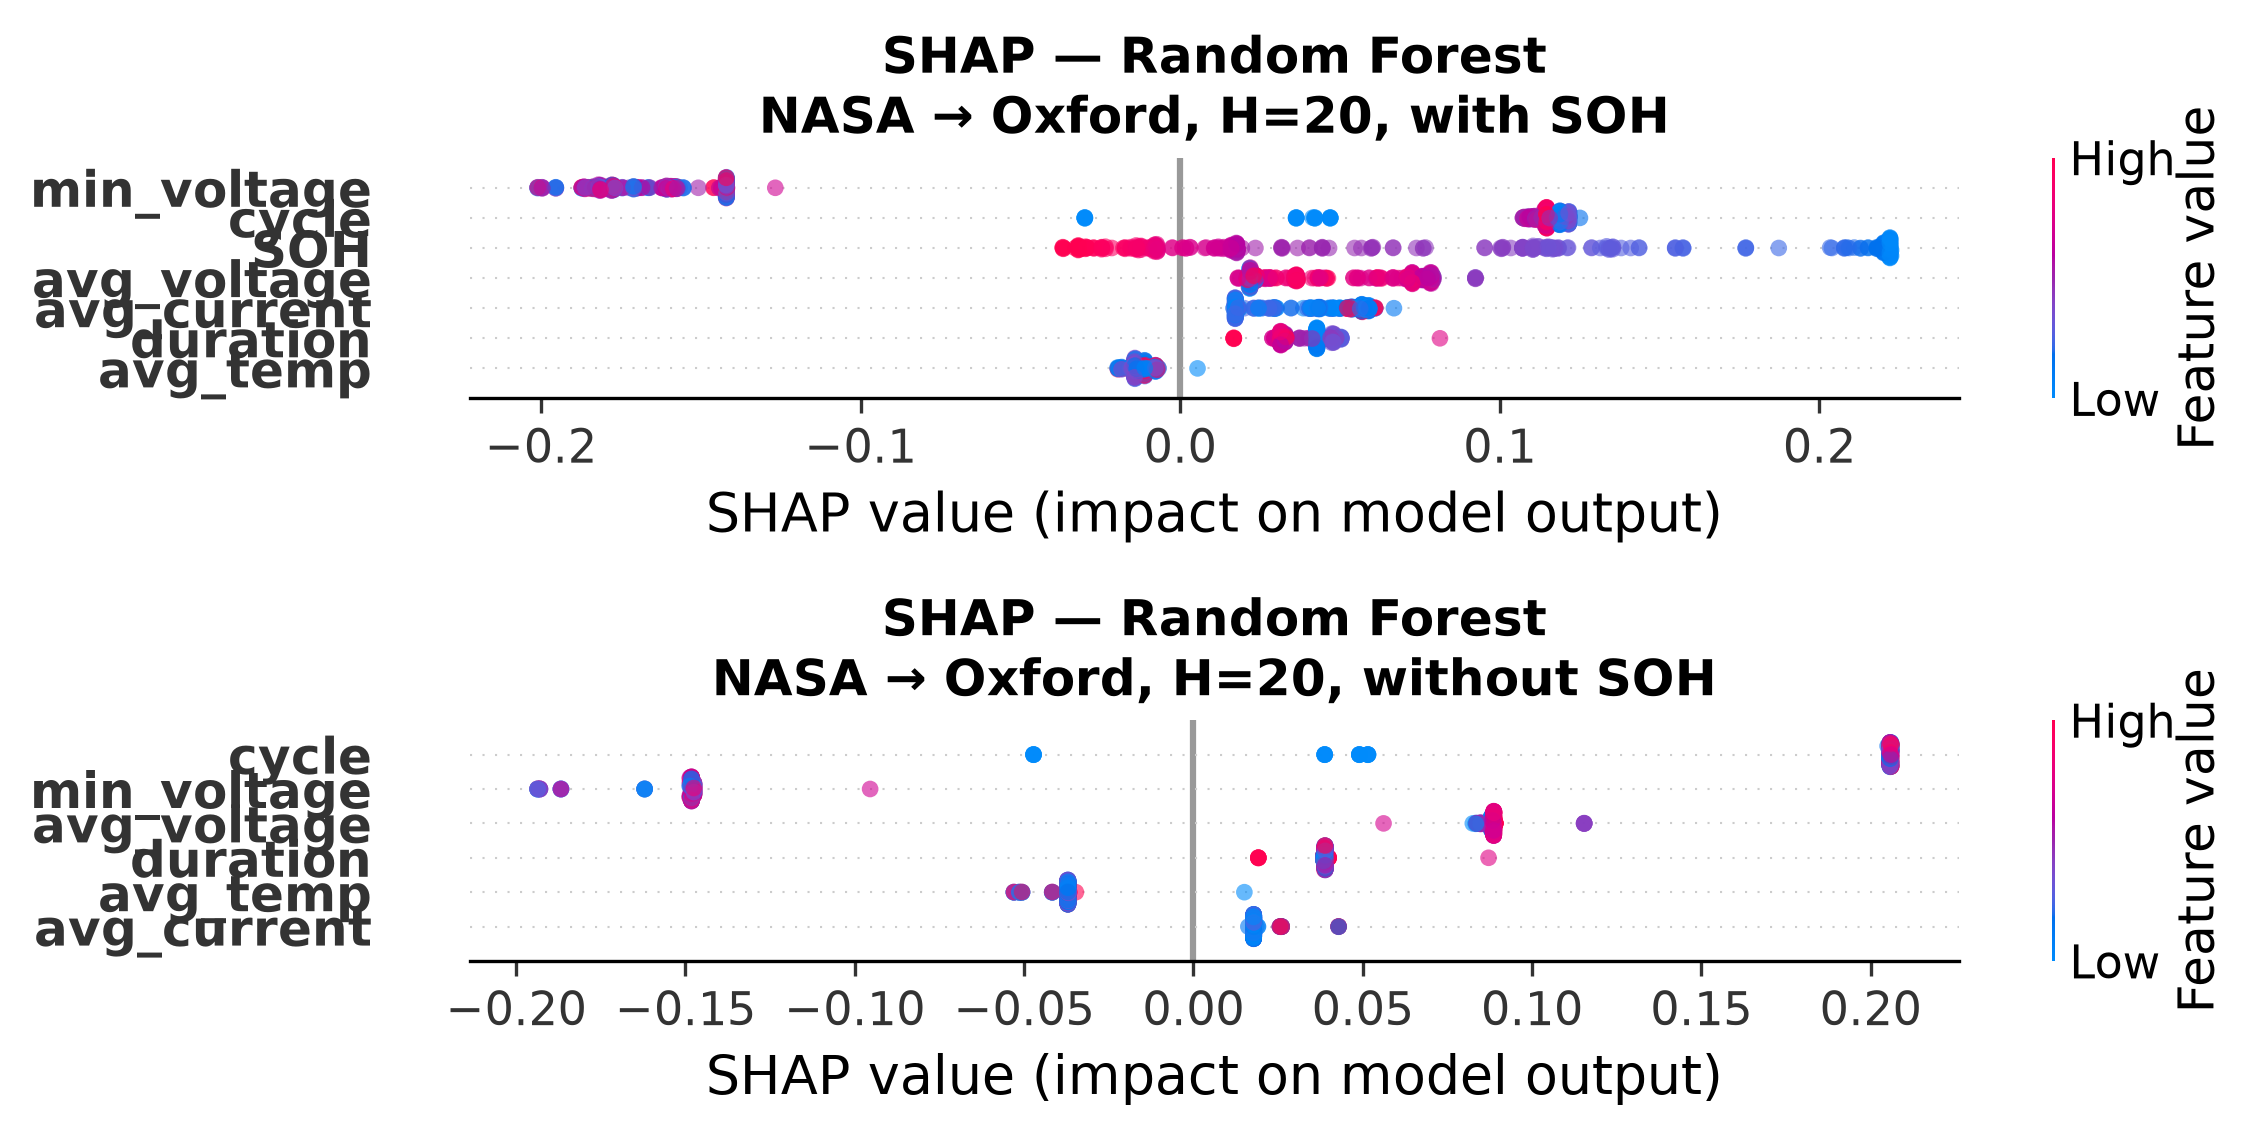 SHAP — Random Forest
NASA → Oxford, H=20, with SOH
min_voltage
cycle
SOH
avg_voltage
avg_current
duration
avg_temp
−0.2 −0.1 0.0 0.1 0.2
SHAP value (impact on model output)
High
Low
Feature value
SHAP — Random Forest
NASA → Oxford, H=20, without SOH
cycle
min_voltage
avg_voltage
duration
avg_temp
avg_current
−0.20 −0.15 −0.10 −0.05 0.00 0.05 0.10 0.15 0.20
SHAP value (impact on model output)
High
Low
Feature value